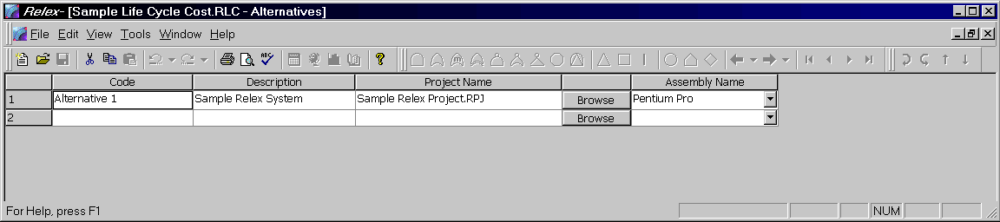 Relex- [Sample Life Cycle Cost.RLC - Alternatives]
File Edit View Tools Window Help
ABC ?
Code Description Project Name Assembly Name
1 Alternative 1 Sample Relex System Sample Relex Project.RPJ Browse Pentium Pro
2 Browse
For Help, press F1 NUM